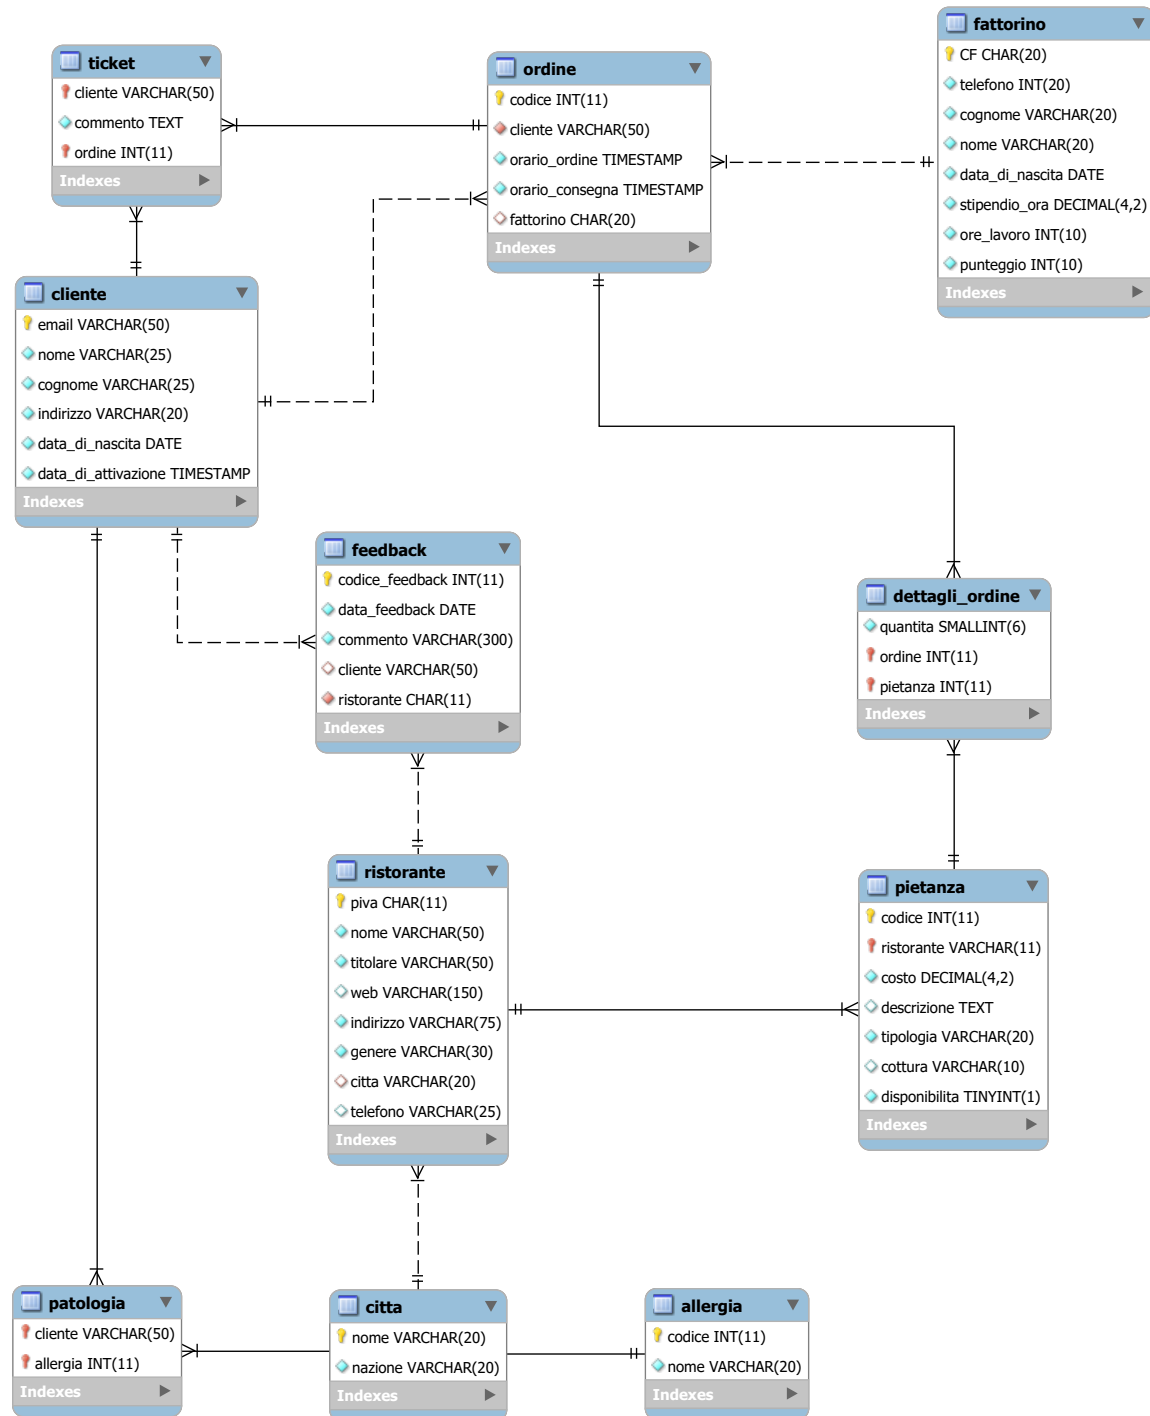 ticket
cliente VARCHAR(50)
commento TEXT
ordine INT(11)
Indexes
ordine
codice INT(11)
cliente VARCHAR(50)
orario_ordine TIMESTAMP
orario_consegna TIMESTAMP
fattorino CHAR(20)
Indexes
fattorino
CF CHAR(20)
telefono INT(20)
cognome VARCHAR(20)
nome VARCHAR(20)
data_di_nascita DATE
stipendio_ora DECIMAL(4,2)
ore_lavoro INT(10)
punteggio INT(10)
Indexes
cliente
email VARCHAR(50)
nome VARCHAR(25)
cognome VARCHAR(25)
indirizzo VARCHAR(20)
data_di_nascita DATE
data_di_attivazione TIMESTAMP
Indexes
feedback
codice_feedback INT(11)
data_feedback DATE
commento VARCHAR(300)
cliente VARCHAR(50)
ristorante CHAR(11)
Indexes
dettagli_ordine
quantita SMALLINT(6)
ordine INT(11)
pietanza INT(11)
Indexes
ristorante
piva CHAR(11)
nome VARCHAR(50)
titolare VARCHAR(50)
web VARCHAR(150)
indirizzo VARCHAR(75)
genere VARCHAR(30)
citta VARCHAR(20)
telefono VARCHAR(25)
Indexes
pietanza
codice INT(11)
ristorante VARCHAR(11)
costo DECIMAL(4,2)
descrizione TEXT
tipologia VARCHAR(20)
cottura VARCHAR(10)
disponibilita TINYINT(1)
Indexes
patologia
cliente VARCHAR(50)
allergia INT(11)
Indexes
citta
nome VARCHAR(20)
nazione VARCHAR(20)
Indexes
allergia
codice INT(11)
nome VARCHAR(20)
Indexes